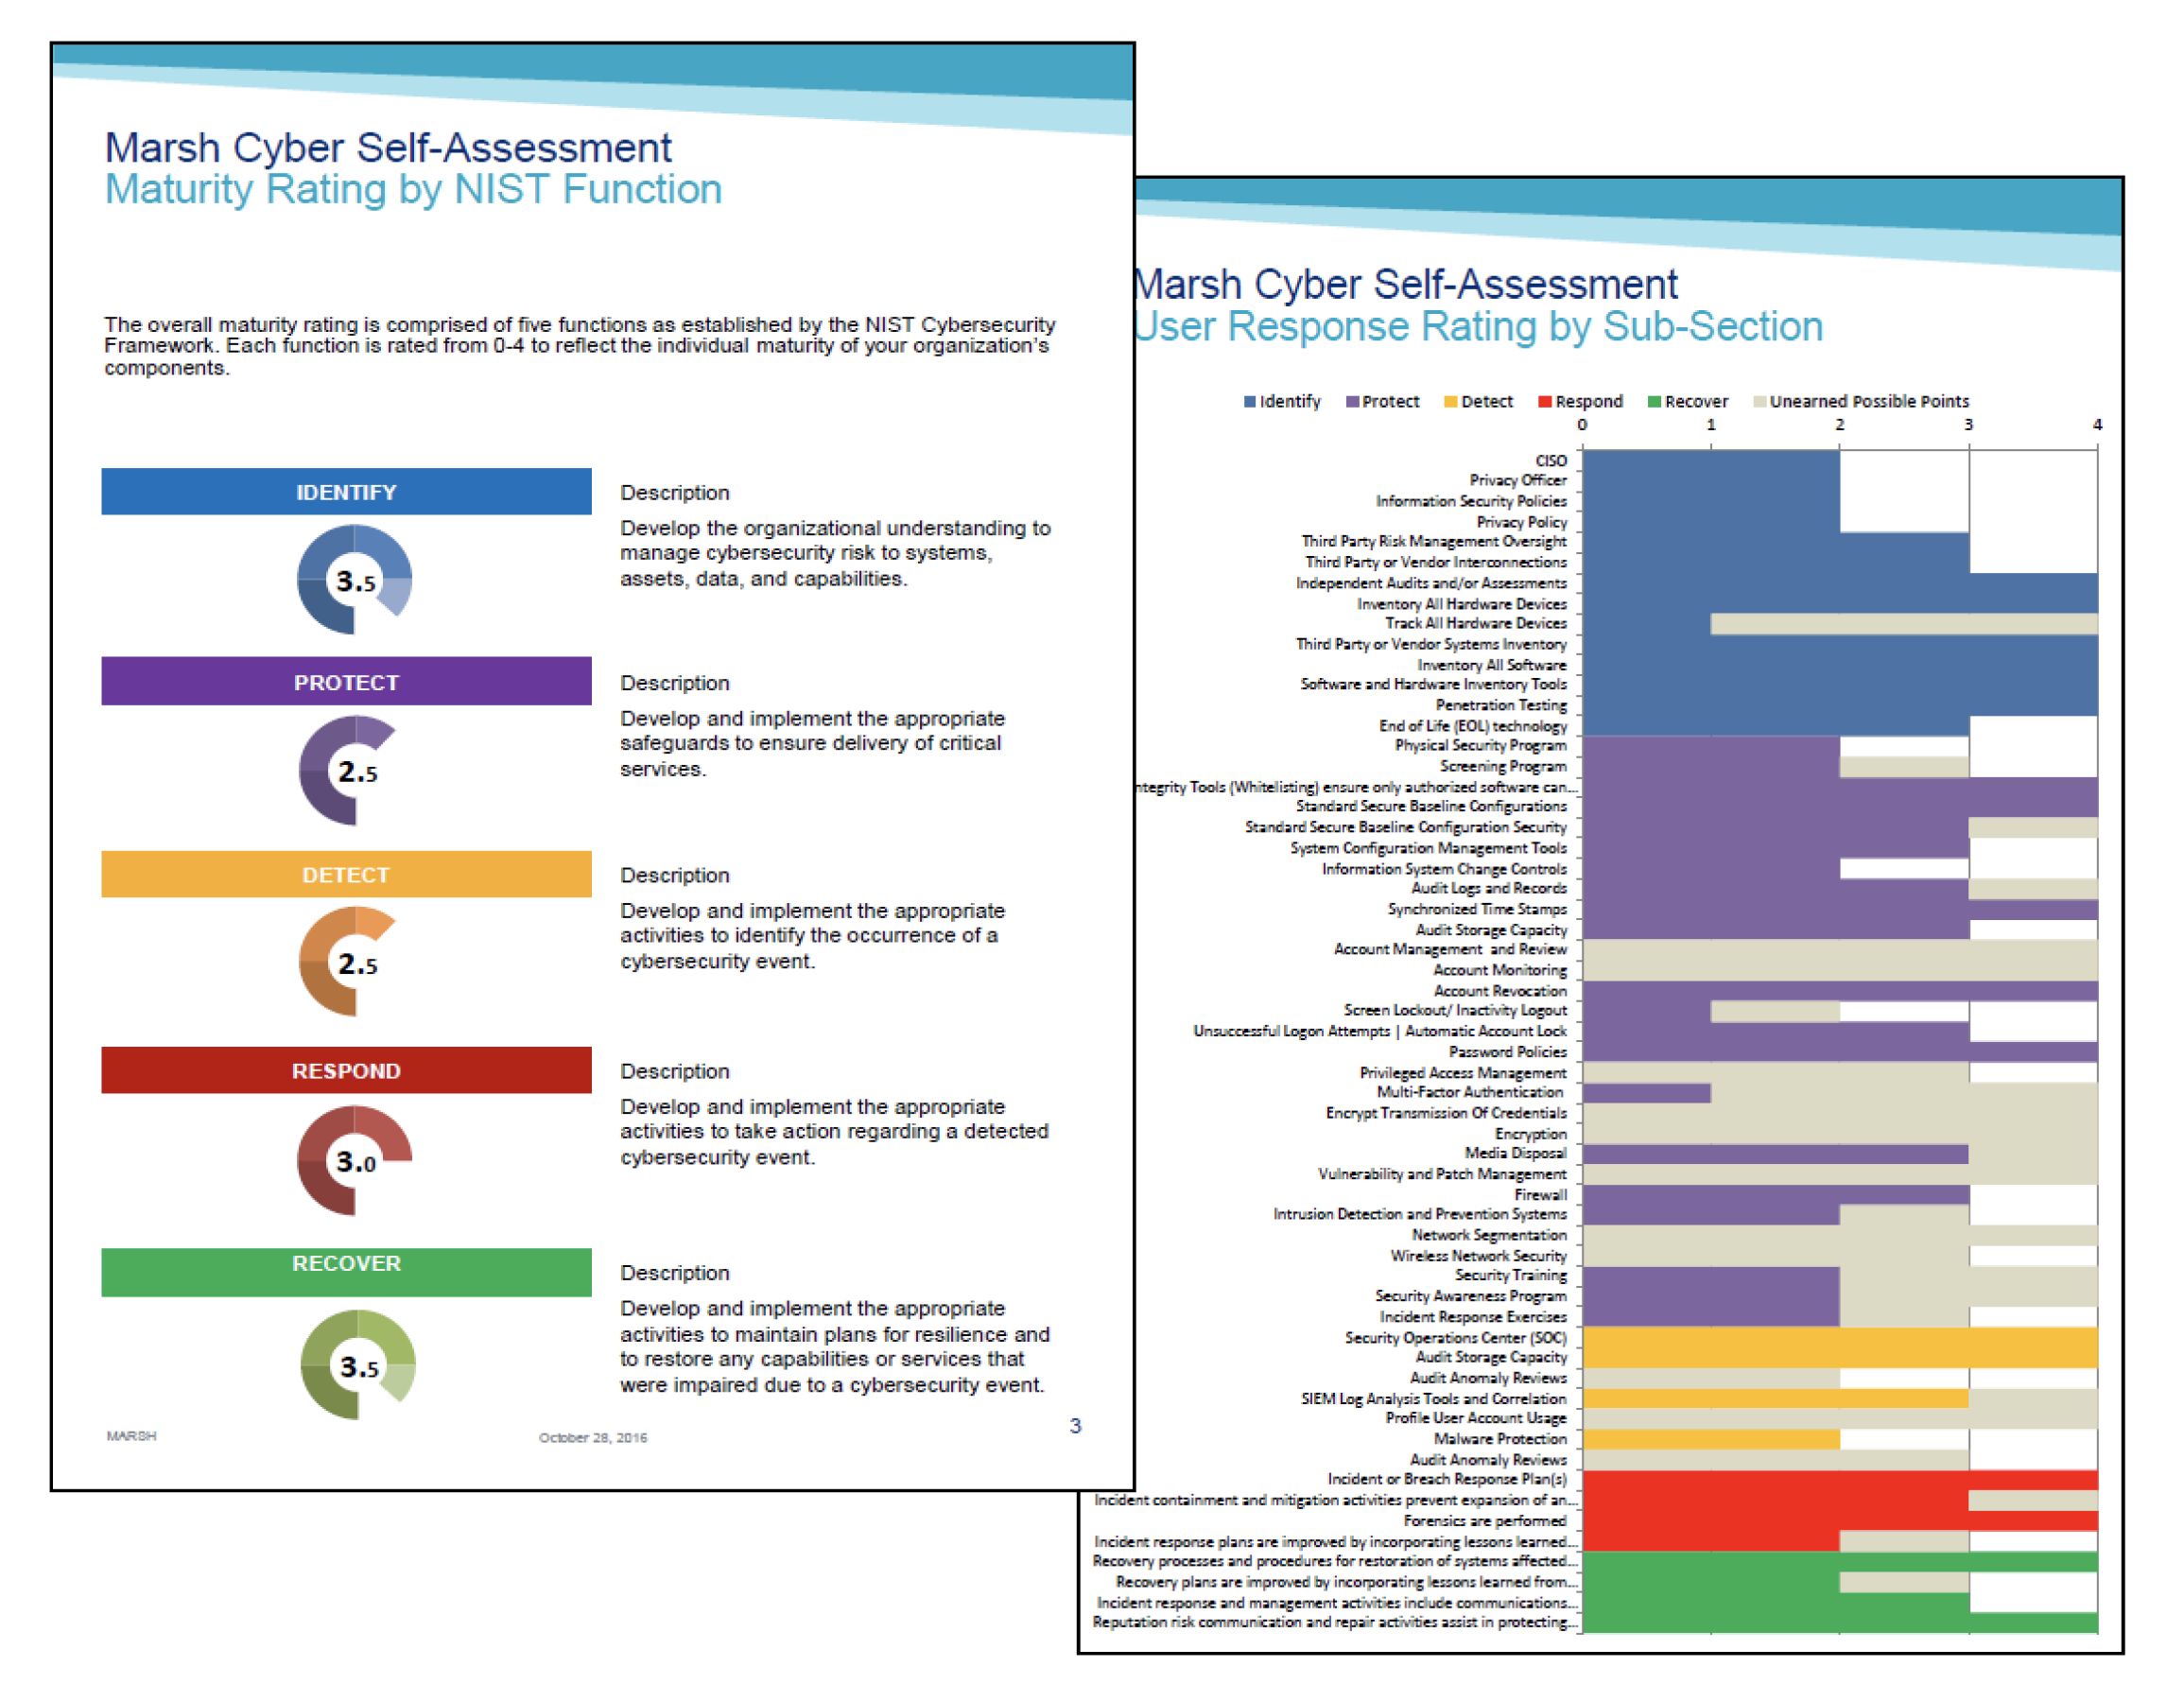 Marsh Cyber Self-Assessment
Maturity Rating by NIST Function
The overall maturity rating is comprised of five functions as established by the NIST Cybersecurity
Framework. Each function is rated from 0-4 to reflect the individual maturity of your organization's
components.
IDENTIFY
3.5
Description
Develop the organizational understanding to
manage cybersecurity risk to systems,
assets, data, and capabilities.
PROTECT
2.5
Description
Develop and implement the appropriate
safeguards to ensure delivery of critical
services.
DETECT
2.5
Description
Develop and implement the appropriate
activities to identify the occurrence of a
cybersecurity event.
RESPOND
3.0
Description
Develop and implement the appropriate
activities to take action regarding a detected
cybersecurity event.
RECOVER
3.5
Description
Develop and implement the appropriate
activities to maintain plans for resilience and
to restore any capabilities or services that
were impaired due to a cybersecurity event.
MARSH
October 28, 2016
3
Marsh Cyber Self-Assessment
User Response Rating by Sub-Section
Identify Protect Detect Respond Recover Unearned Possible Points
0 1 2 3 4
CISO
Privacy Officer
Information Security Policies
Privacy Policy
Third Party Risk Management Oversight
Third Party or Vendor Interconnections
Independent Audits and/or Assessments
Inventory All Hardware Devices
Track All Hardware Devices
Third Party or Vendor Systems Inventory
Inventory All Software
Software and Hardware Inventory Tools
Penetration Testing
End of Life (EOL) technology
Physical Security Program
Screening Program
ntegrity Tools (Whitelisting) ensure only authorized software can...
Standard Secure Baseline Configurations
Standard Secure Baseline Configuration Security
System Configuration Management Tools
Information System Change Controls
Audit Logs and Records
Synchronized Time Stamps
Audit Storage Capacity
Account Management and Review
Account Monitoring
Account Revocation
Screen Lockout/ Inactivity Logout
Unsuccessful Logon Attempts | Automatic Account Lock
Password Policies
Privileged Access Management
Multi-Factor Authentication
Encrypt Transmission Of Credentials
Encryption
Media Disposal
Vulnerability and Patch Management
Firewall
Intrusion Detection and Prevention Systems
Network Segmentation
Wireless Network Security
Security Training
Security Awareness Program
Incident Response Exercises
Security Operations Center (SOC)
Audit Storage Capacity
Audit Anomaly Reviews
SIEM Log Analysis Tools and Correlation
Profile User Account Usage
Malware Protection
Audit Anomaly Reviews
Incident or Breach Response Plan(s)
Incident containment and mitigation activities prevent expansion of an...
Forensics are performed
Incident response plans are improved by incorporating lessons learned...
Recovery processes and procedures for restoration of systems affected...
Recovery plans are improved by incorporating lessons learned from...
Incident response and management activities include communications...
Reputation risk communication and repair activities assist in protecting...